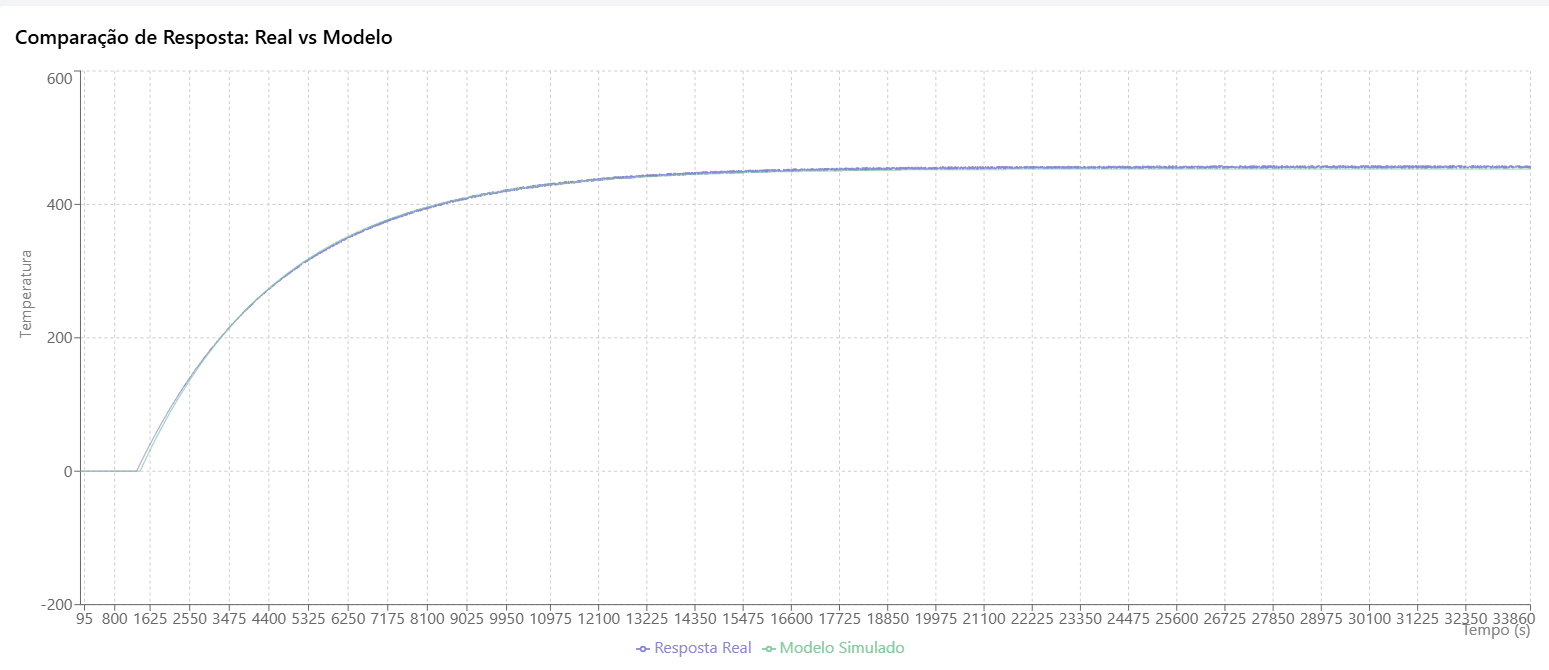 Comparação de Resposta: Real vs Modelo
600
400
200
0
-200
Temperatura
95 800 1625 2550 3475 4400 5325 6250 7175 8100 9025 9950 10975 12100 13225 14350 15475 16600 17725 18850 19975 21100 22225 23350 24475 25600 26725 27850 28975 30100 31225 32350 33860
Tempo (s)
Resposta Real Modelo Simulado